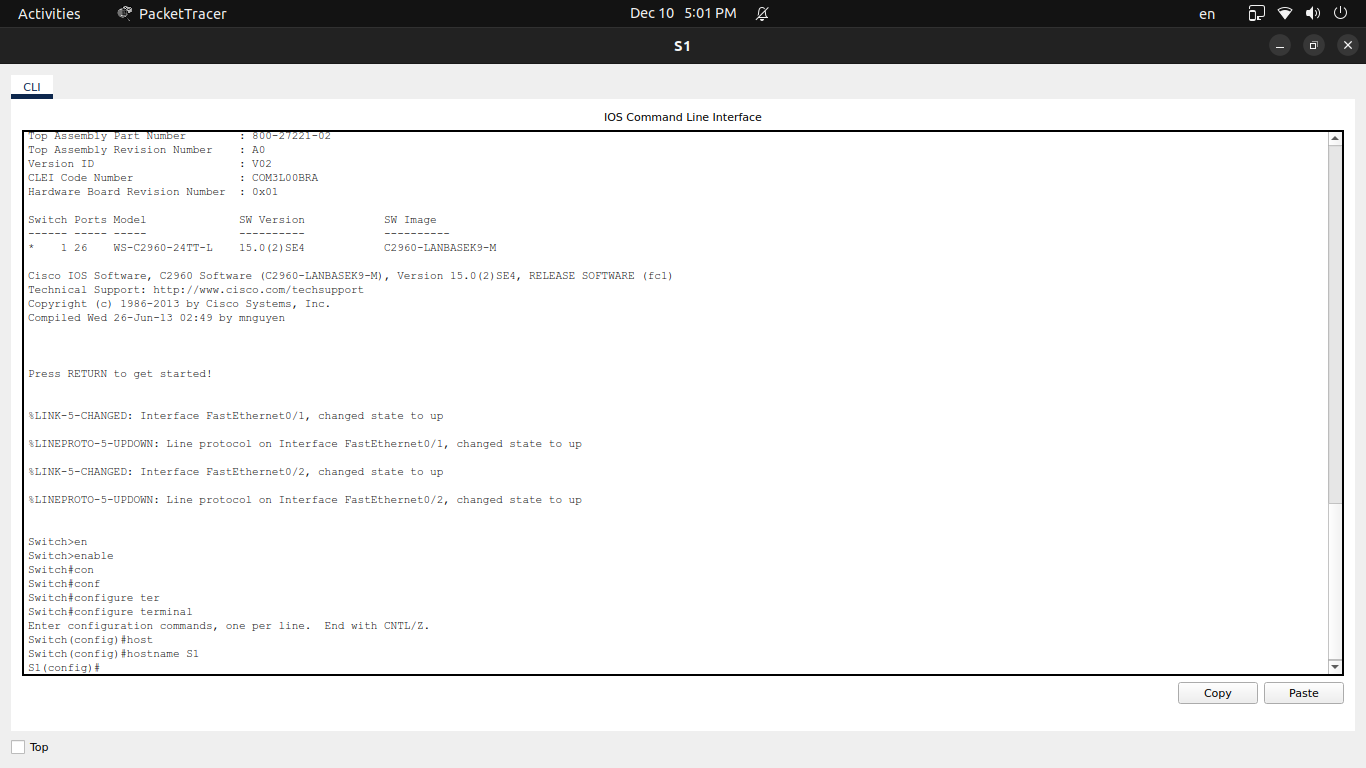 Activities PacketTracer Dec 10 5:01 PM en
S1
CLI
IOS Command Line Interface
Top Assembly Part Number : 800-27221-02
Top Assembly Revision Number : A0
Version ID : V02
CLEI Code Number : COM3L00BRA
Hardware Board Revision Number : 0x01
Switch Ports Model SW Version SW Image
------ ----- ----- ---------- ----------
* 1 26 WS-C2960-24TT-L 15.0(2)SE4 C2960-LANBASEK9-M
Cisco IOS Software, C2960 Software (C2960-LANBASEK9-M), Version 15.0(2)SE4, RELEASE SOFTWARE (fc1)
Technical Support: http://www.cisco.com/techsupport
Copyright (c) 1986-2013 by Cisco Systems, Inc.
Compiled Wed 26-Jun-13 02:49 by mnguyen
Press RETURN to get started!
%LINK-5-CHANGED: Interface FastEthernet0/1, changed state to up
%LINEPROTO-5-UPDOWN: Line protocol on Interface FastEthernet0/1, changed state to up
%LINK-5-CHANGED: Interface FastEthernet0/2, changed state to up
%LINEPROTO-5-UPDOWN: Line protocol on Interface FastEthernet0/2, changed state to up
Switch>en
Switch>enable
Switch#con
Switch#conf
Switch#configure ter
Switch#configure terminal
Enter configuration commands, one per line. End with CNTL/Z.
Switch(config)#host
Switch(config)#hostname S1
S1(config)#
Copy Paste
Top